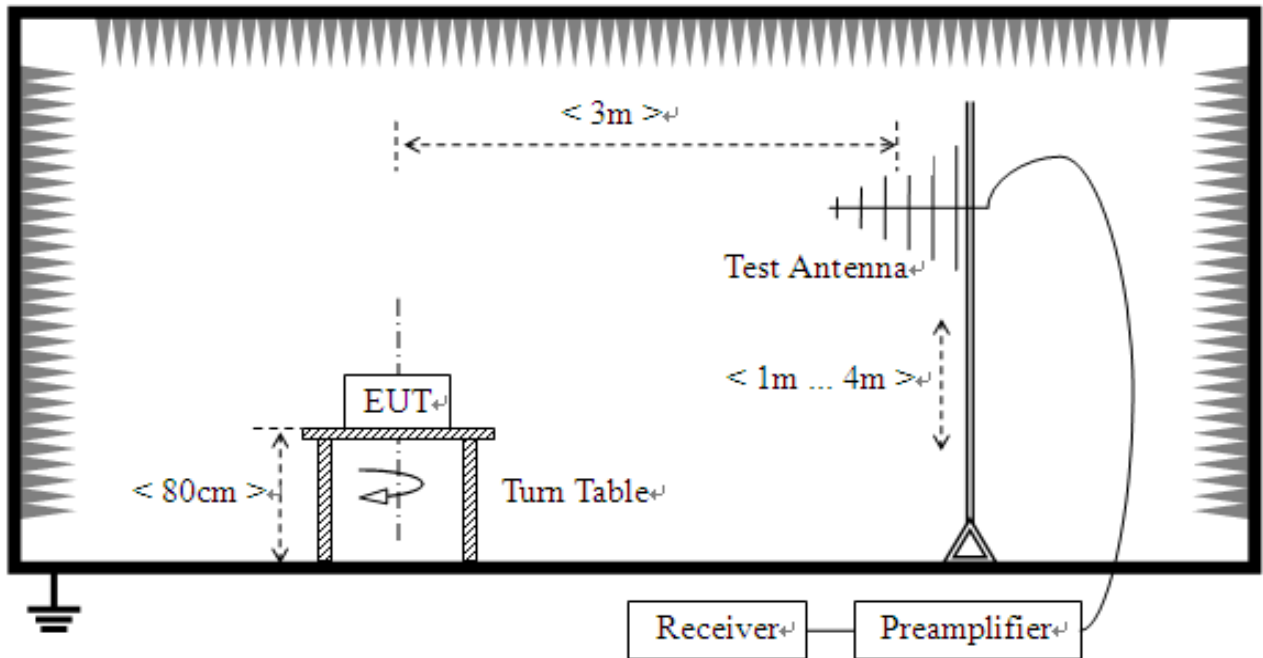 < 3m >↵
Test Antenna↵
< 1m ... 4m >↵
EUT↵
< 80cm >↵
Turn Table↵
Receiver↵
Preamplifier↵